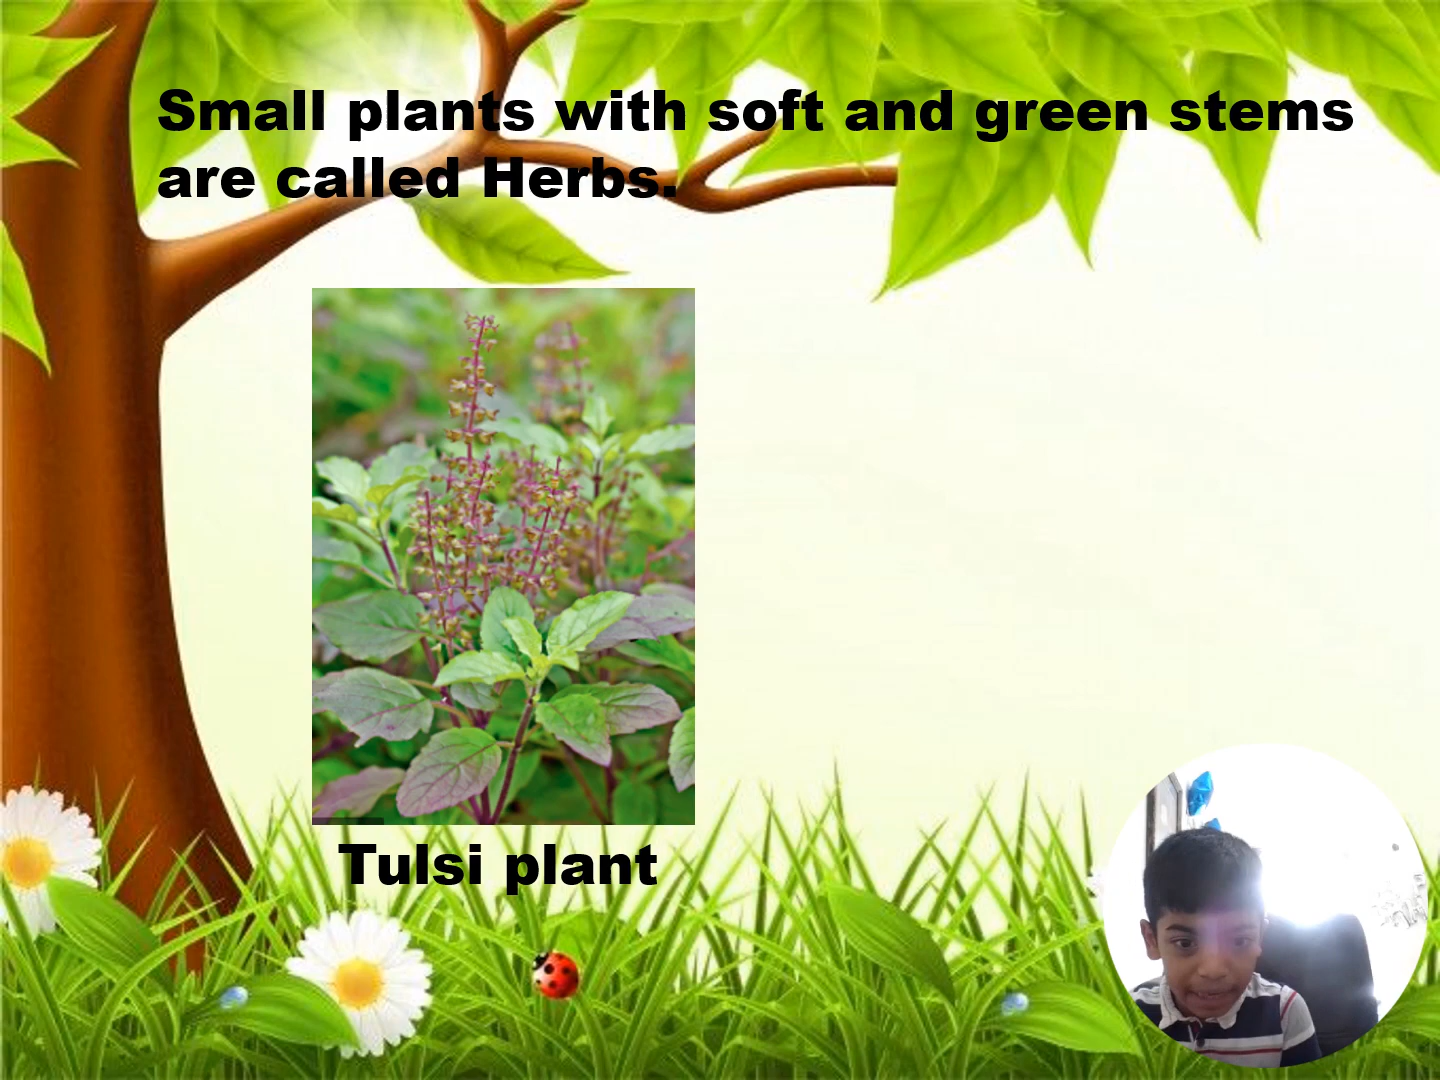 Small plants with soft and green stems
are called Herbs.
Tulsi plant